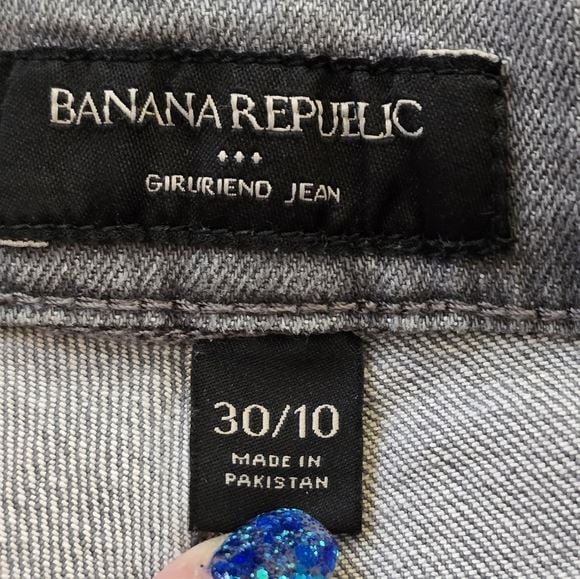 BANANA REPUBLIC
GIRLFRIEND JEAN
30/10
MADE IN
PAKISTAN